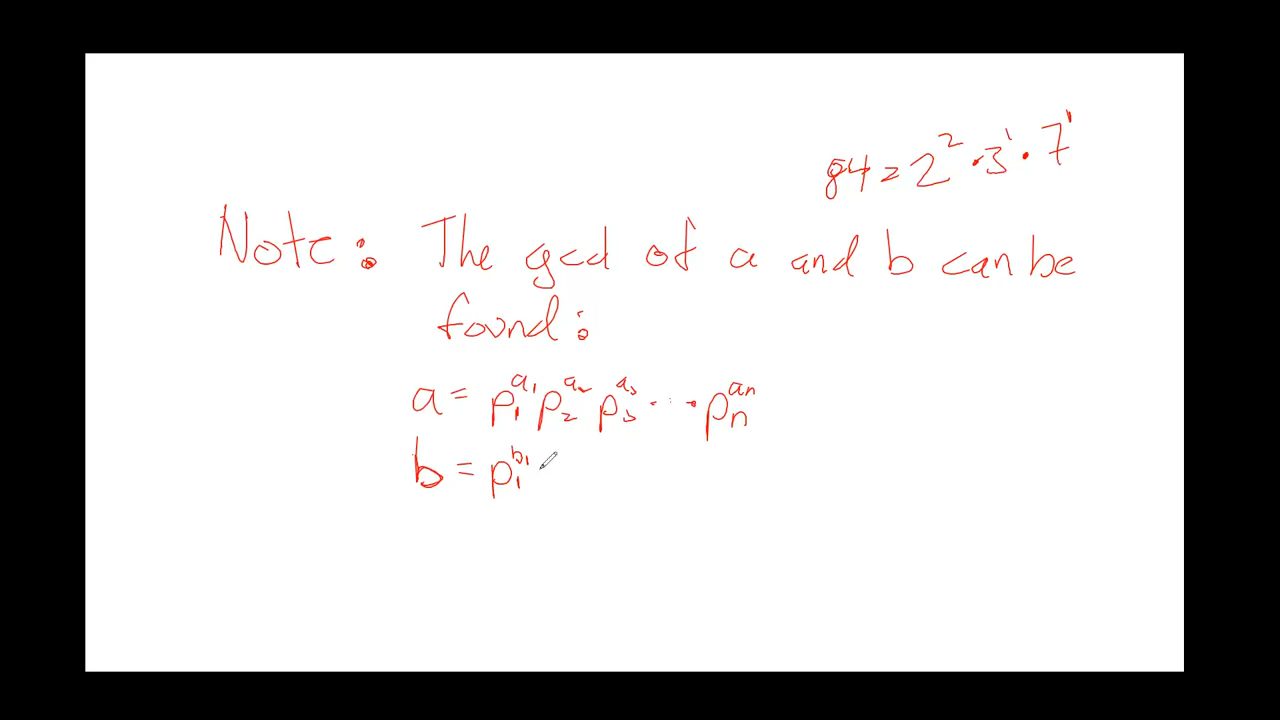 84 = 2² · 3¹ · 7¹
Note: The gcd of a and b can be
found:
a = p₁^a₁ p₂^a₂ p₃^a₃ ⋯ pₙ^aₙ
b = p₁^b₁